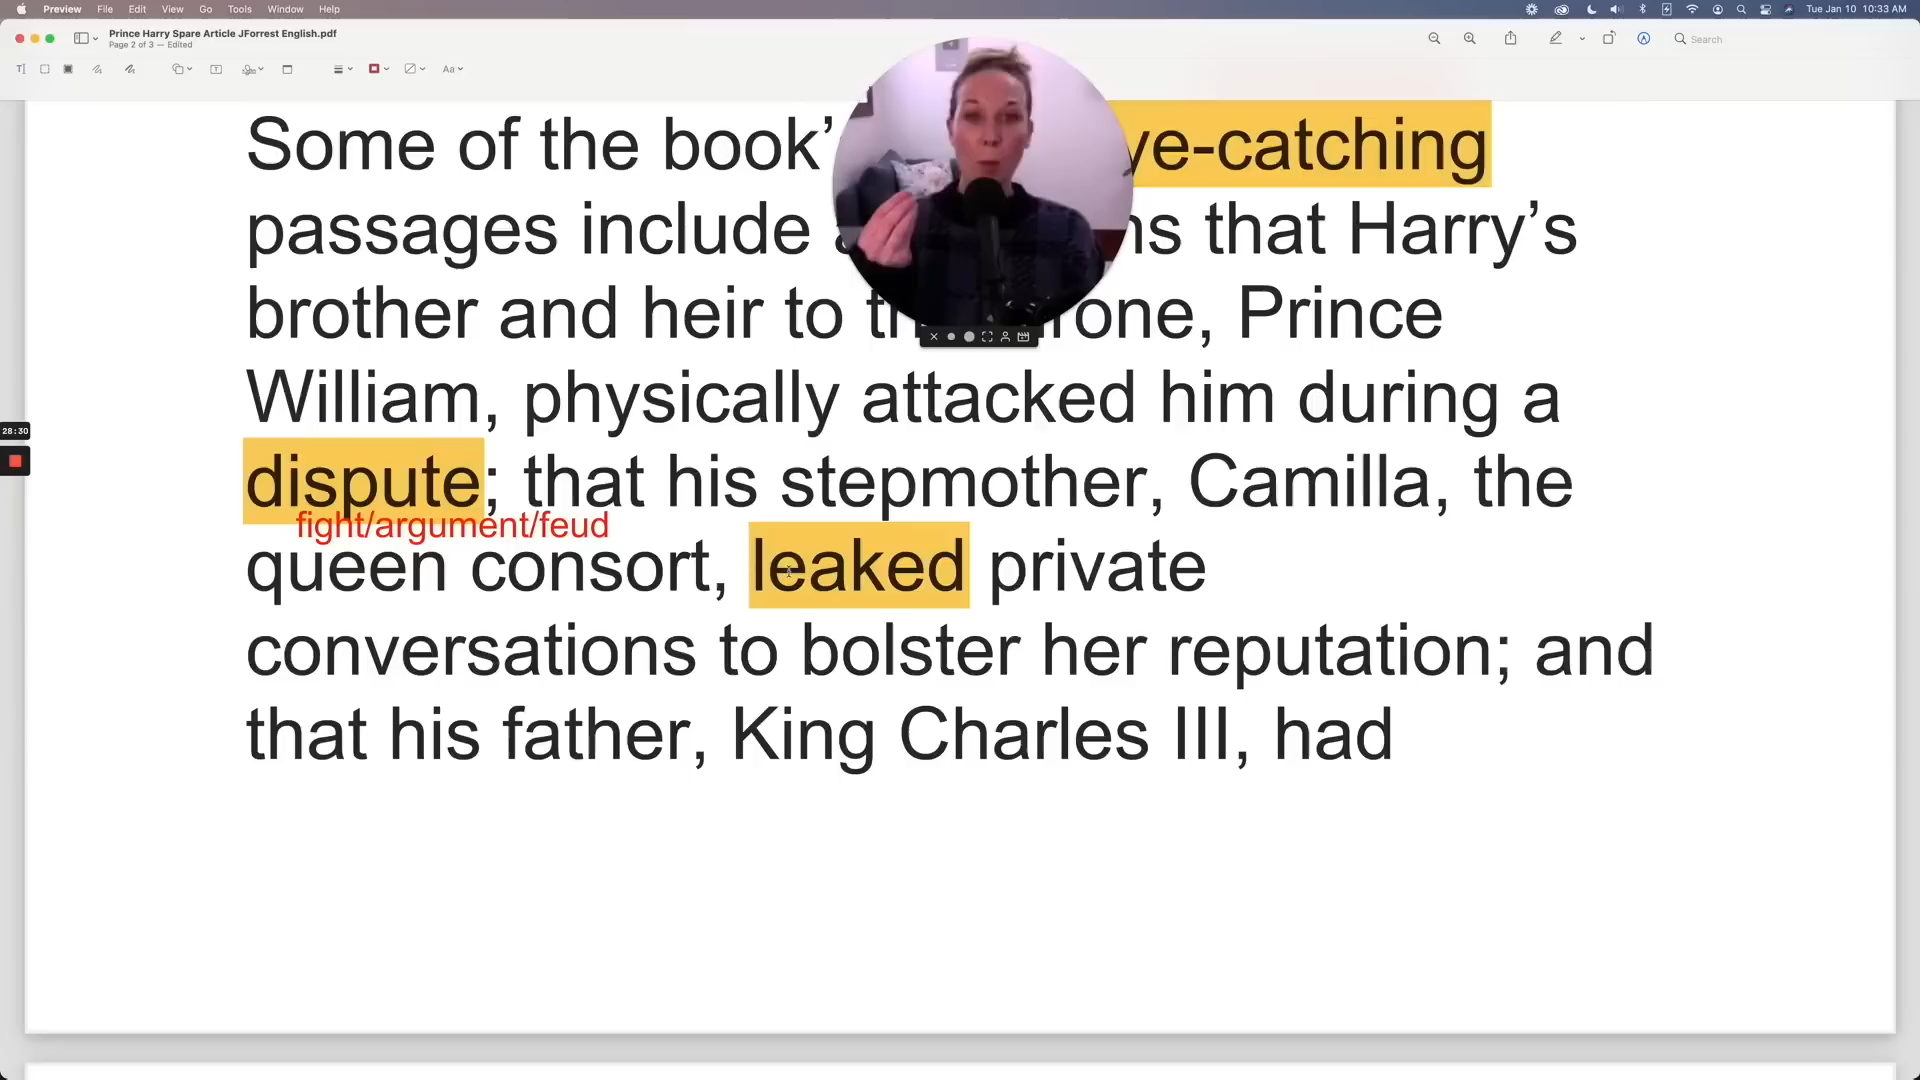 Preview File Edit View Go Tools Window Help Tue Jan 10 10:33 AM
Prince Harry Spare Article JForrest English.pdf
Page 2 of 3 — Edited
Search
Aa
Some of the book’ ye-catching
passages include that Harry’s
brother and heir to throne, Prince
William, physically attacked him during a
28:30
dispute; that his stepmother, Camilla, the
fight/argument/feud
queen consort, leaked private
conversations to bolster her reputation; and
that his father, King Charles III, had